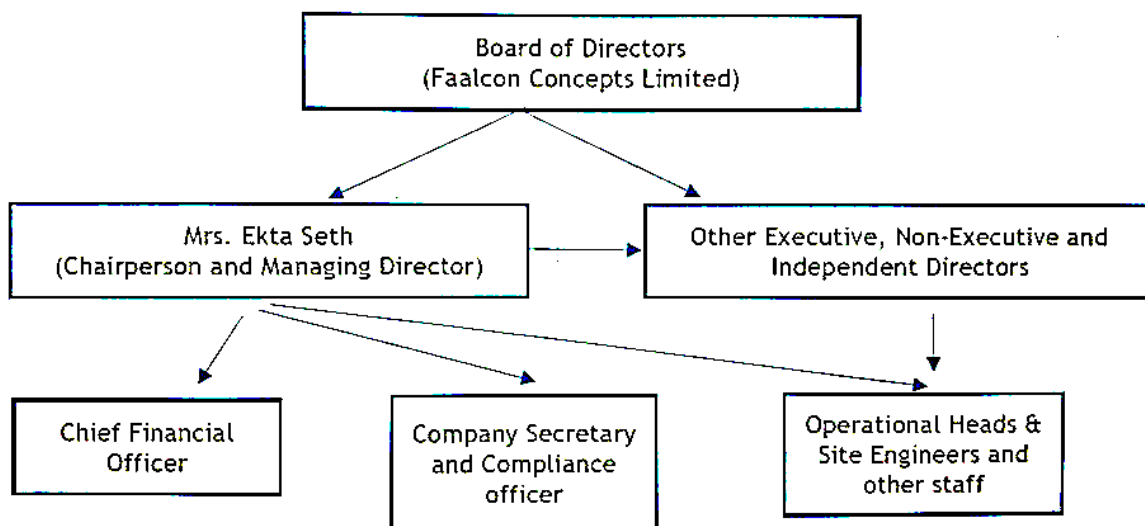 Board of Directors
(Faalcon Concepts Limited)
Mrs. Ekta Seth
(Chairperson and Managing Director)
Other Executive, Non-Executive and
Independent Directors
Chief Financial
Officer
Company Secretary
and Compliance
officer
Operational Heads &
Site Engineers and
other staff